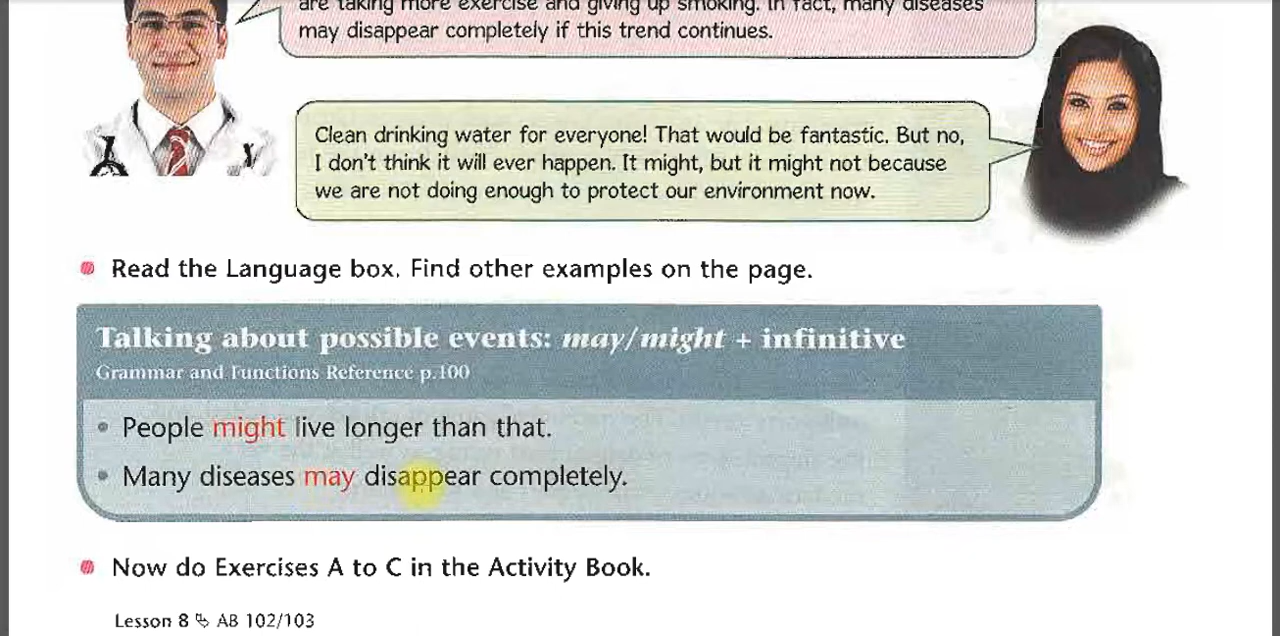 are taking more exercise and giving up smoking. In fact, many diseases
may disappear completely if this trend continues.
Clean drinking water for everyone! That would be fantastic. But no,
I don't think it will ever happen. It might, but it might not because
we are not doing enough to protect our environment now.
Read the Language box. Find other examples on the page.
Talking about possible events: may/might + infinitive
Grammar and Functions Reference p.100
• People might live longer than that.
• Many diseases may disappear completely.
Now do Exercises A to C in the Activity Book.
Lesson 8 AB 102/103